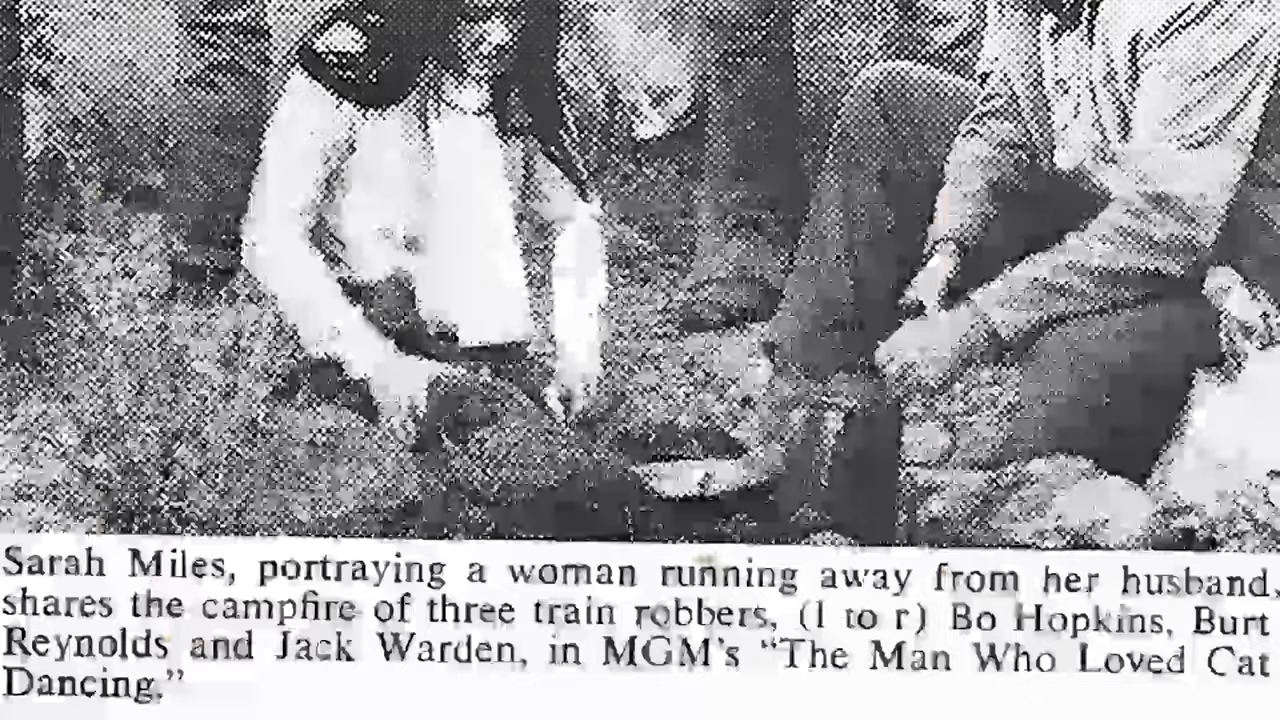 Sarah Miles, portraying a woman running away from her husband,
shares the campfire of three train robbers, (l to r) Bo Hopkins, Burt
Reynolds and Jack Warden, in MGM's “The Man Who Loved Cat
Dancing.”